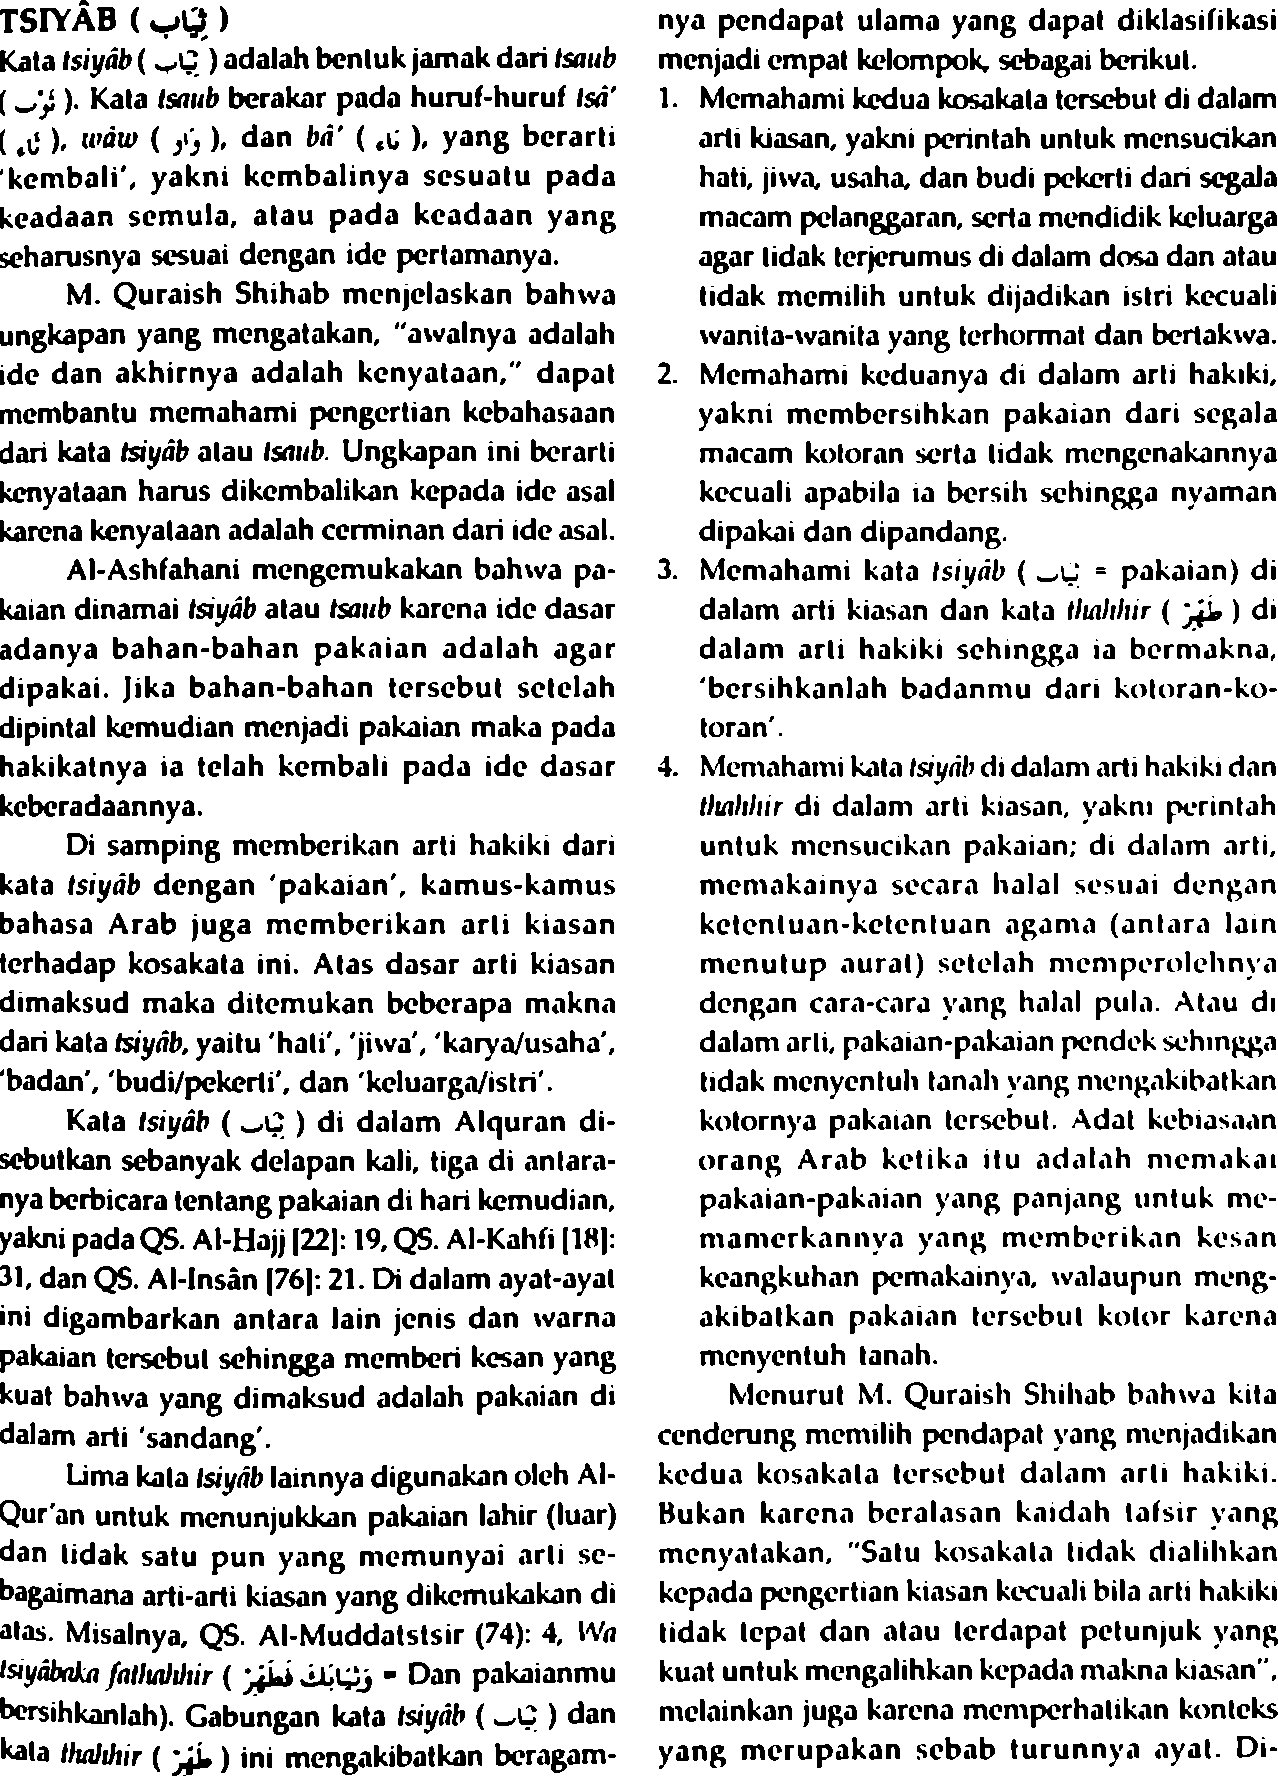 TSIYÂB ( ثِيَاب )
Kata tsiyâb ( ثِيَاب ) adalah bentuk jamak dari tsaub
( ثَوْب ). Kata tsaub berakar pada huruf-huruf tsâ'
( ثَاء ), wâw ( وَاو ), dan bâ' ( بَاء ), yang berarti
'kembali', yakni kembalinya sesuatu pada
keadaan semula, atau pada keadaan yang
seharusnya sesuai dengan ide pertamanya.
M. Quraish Shihab menjelaskan bahwa
ungkapan yang mengatakan, "awalnya adalah
ide dan akhirnya adalah kenyataan," dapat
membantu memahami pengertian kebahasaan
dari kata tsiyâb atau tsaub. Ungkapan ini berarti
kenyataan harus dikembalikan kepada ide asal
karena kenyataan adalah cerminan dari ide asal.
Al-Ashfahani mengemukakan bahwa pa-
kaian dinamai tsiyâb atau tsaub karena ide dasar
adanya bahan-bahan pakaian adalah agar
dipakai. Jika bahan-bahan tersebut setelah
dipintal kemudian menjadi pakaian maka pada
hakikatnya ia telah kembali pada ide dasar
keberadaannya.
Di samping memberikan arti hakiki dari
kata tsiyâb dengan 'pakaian', kamus-kamus
bahasa Arab juga memberikan arti kiasan
terhadap kosakata ini. Atas dasar arti kiasan
dimaksud maka ditemukan beberapa makna
dari kata tsiyâb, yaitu 'hati', 'jiwa', 'karya/usaha',
'badan', 'budi/pekerti', dan 'keluarga/istri'.
Kata tsiyâb ( ثِيَاب ) di dalam Alquran di-
sebutkan sebanyak delapan kali, tiga di antara-
nya berbicara tentang pakaian di hari kemudian,
yakni pada QS. Al-Hajj [22]: 19, QS. Al-Kahfi [18]:
31, dan QS. Al-Insân [76]: 21. Di dalam ayat-ayat
ini digambarkan antara lain jenis dan warna
pakaian tersebut sehingga memberi kesan yang
kuat bahwa yang dimaksud adalah pakaian di
dalam arti 'sandang'.
Lima kata tsiyâb lainnya digunakan oleh Al-
Qur'an untuk menunjukkan pakaian lahir (luar)
dan tidak satu pun yang memunyai arti se-
bagaimana arti-arti kiasan yang dikemukakan di
atas. Misalnya, QS. Al-Muddatstsir (74): 4, Wa
tsiyâbaka fathahhir ( وَثِيَابَكَ فَطَهِّرْ = Dan pakaianmu
bersihkanlah). Gabungan kata tsiyâb ( ثِيَاب ) dan
kata thahhir ( طَهِّرْ ) ini mengakibatkan beragam-
nya pendapat ulama yang dapat diklasifikasi
menjadi empat kelompok, sebagai berikut.
1. Memahami kedua kosakata tersebut di dalam
arti kiasan, yakni perintah untuk mensucikan
hati, jiwa, usaha, dan budi pekerti dari segala
macam pelanggaran, serta mendidik keluarga
agar tidak terjerumus di dalam dosa dan atau
tidak memilih untuk dijadikan istri kecuali
wanita-wanita yang terhormat dan bertakwa.
2. Memahami keduanya di dalam arti hakiki,
yakni membersihkan pakaian dari segala
macam kotoran serta tidak mengenakannya
kecuali apabila ia bersih sehingga nyaman
dipakai dan dipandang.
3. Memahami kata tsiyâb ( ثِيَاب = pakaian) di
dalam arti kiasan dan kata thahhir ( طَهِّرْ ) di
dalam arti hakiki sehingga ia bermakna,
'bersihkanlah badanmu dari kotoran-ko-
toran'.
4. Memahami kata tsiyâb di dalam arti hakiki dan
thahhir di dalam arti kiasan, yakni perintah
untuk mensucikan pakaian; di dalam arti,
memakainya secara halal sesuai dengan
ketentuan-ketentuan agama (antara lain
menutup aurat) setelah memperolehnya
dengan cara-cara yang halal pula. Atau di
dalam arti, pakaian-pakaian pendek sehingga
tidak menyentuh tanah yang mengakibatkan
kotornya pakaian tersebut. Adat kebiasaan
orang Arab ketika itu adalah memakai
pakaian-pakaian yang panjang untuk me-
mamerkannya yang memberikan kesan
keangkuhan pemakainya, walaupun meng-
akibatkan pakaian tersebut kotor karena
menyentuh tanah.
Menurut M. Quraish Shihab bahwa kita
cenderung memilih pendapat yang menjadikan
kedua kosakata tersebut dalam arti hakiki.
Bukan karena beralasan kaidah tafsir yang
menyatakan, "Satu kosakata tidak dialihkan
kepada pengertian kiasan kecuali bila arti hakiki
tidak tepat dan atau terdapat petunjuk yang
kuat untuk mengalihkan kepada makna kiasan",
melainkan juga karena memperhatikan konteks
yang merupakan sebab turunnya ayat. Di-